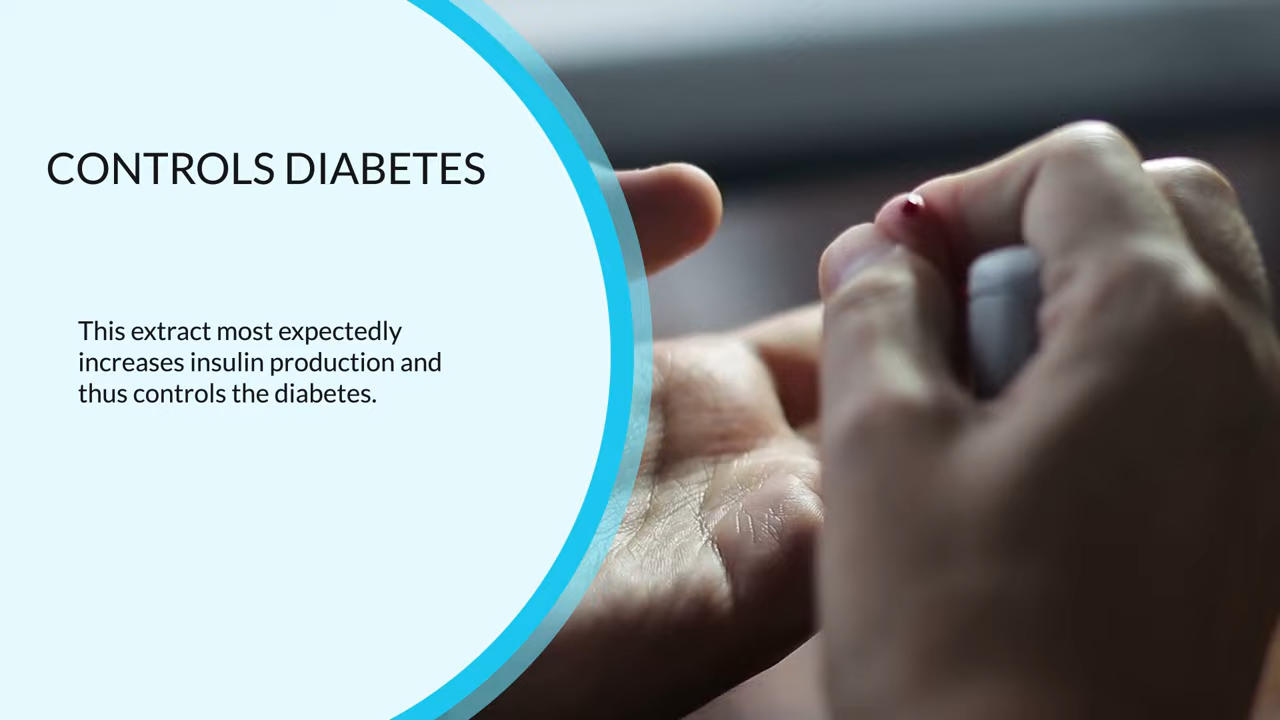 CONTROLS DIABETES
This extract most expectedly
increases insulin production and
thus controls the diabetes.